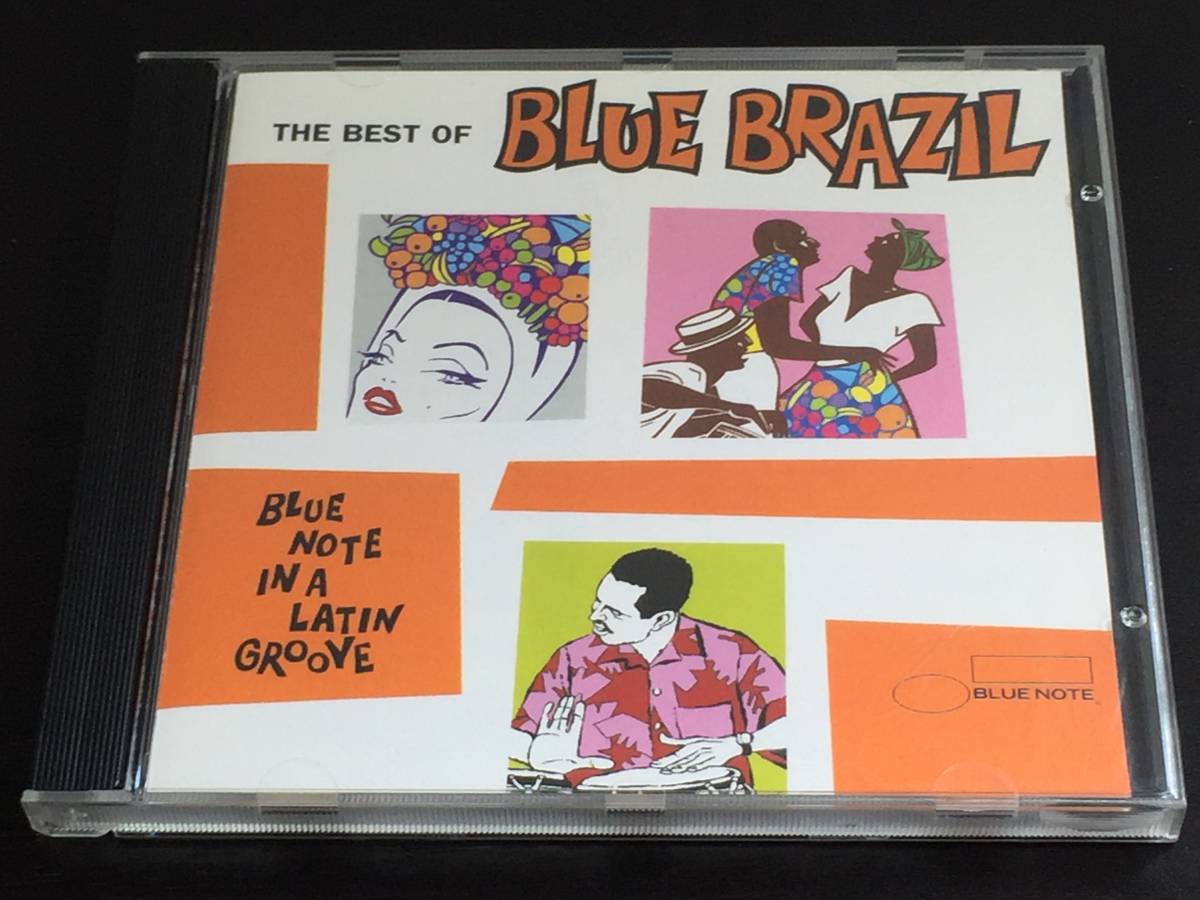 THE BEST OF BLUE BRAZIL
BLUE
NOTE
IN A
LATIN
GROOVE
BLUE NOTE